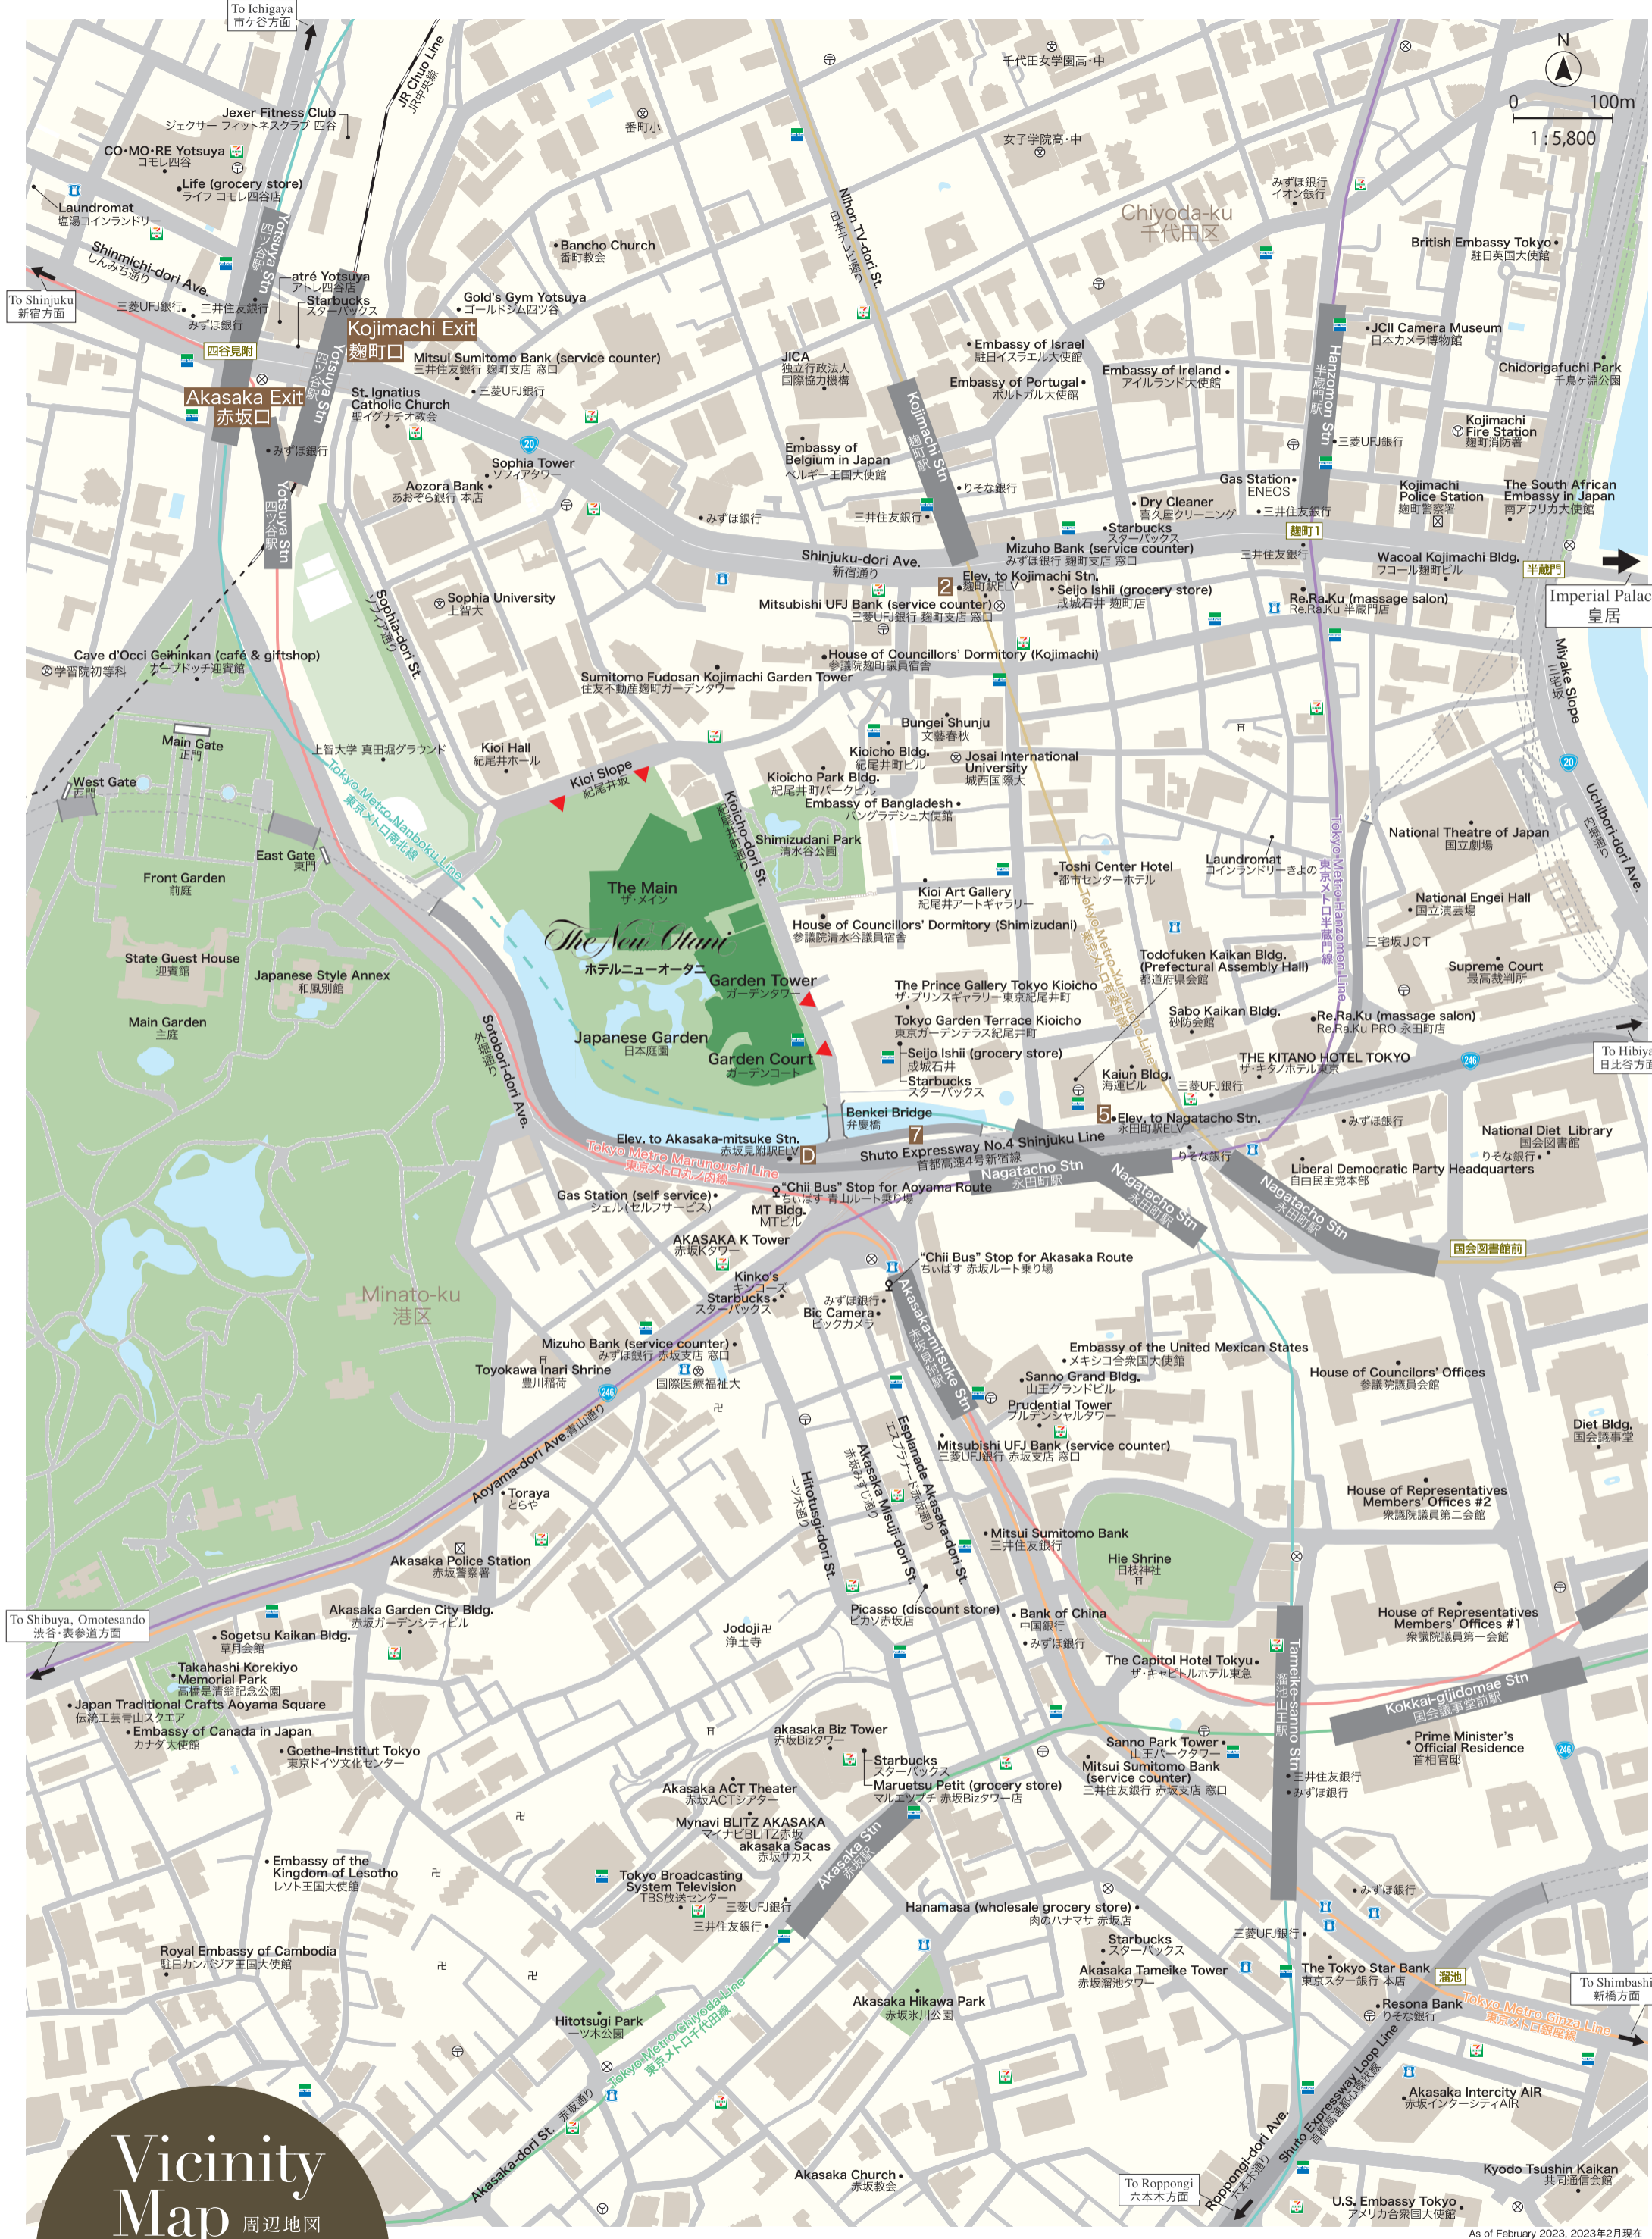 To Ichigaya
市ケ谷方面
JR Chuo Line
JR中央線
千代田女学園高・中
N
0 100m
1:5,800
Jexer Fitness Club
ジェクサー フィットネスクラブ 四谷
番町小
女子学院高・中
CO・MO・RE Yotsuya
コモレ四谷
Life (grocery store)
ライフ コモレ四谷店
みずほ銀行
イオン銀行
Laundromat
塩湯コインランドリー
Chiyoda-ku
千代田区
Nihon TV-dori St.
日本テレビ通り
Shinmichi-dori Ave.
しんみち通り
Yotsuya Stn
四ツ谷駅
Bancho Church
番町教会
British Embassy Tokyo
駐日英国大使館
To Shinjuku
新宿方面
atré Yotsuya
アトレ四谷店
Starbucks
スターバックス
三菱UFJ銀行
三井住友銀行
みずほ銀行
Gold's Gym Yotsuya
ゴールドジム四ツ谷
Kojimachi Exit
麹町口
四谷見附
Yotsuya Stn
四ツ谷駅
Mitsui Sumitomo Bank (service counter)
三井住友銀行 麹町支店 窓口
三菱UFJ銀行
JICA
独立行政法人
国際協力機構
Embassy of Israel
駐日イスラエル大使館
Embassy of Portugal
ポルトガル大使館
Embassy of Ireland
アイルランド大使館
Hanzomon Stn
半蔵門駅
JCII Camera Museum
日本カメラ博物館
Chidorigafuchi Park
千鳥ヶ淵公園
Akasaka Exit
赤坂口
St. Ignatius
Catholic Church
聖イグナチオ教会
みずほ銀行
Kojimachi Stn
麹町駅
Kojimachi
Fire Station
麹町消防署
三菱UFJ銀行
20
Embassy of
Belgium in Japan
ベルギー王国大使館
Sophia Tower
ソフィアタワー
Aozora Bank
あおぞら銀行 本店
Yotsuya Stn
四ツ谷駅
りそな銀行
Gas Station
ENEOS
Kojimachi
Police Station
麹町警察署
The South African
Embassy in Japan
南アフリカ大使館
Dry Cleaner
喜久屋クリーニング
三井住友銀行
みずほ銀行
三井住友銀行
Starbucks
スターバックス
麹町1
Shinjuku-dori Ave.
新宿通り
Mizuho Bank (service counter)
みずほ銀行 麹町支店 窓口
三井住友銀行
Wacoal Kojimachi Bldg.
ワコール麹町ビル
半蔵門
2
Elev. to Kojimachi Stn.
麹町駅ELV
Seijo Ishii (grocery store)
成城石井 麹町店
Re.Ra.Ku (massage salon)
Re.Ra.Ku 半蔵門店
Imperial Palac
皇居
Sophia University
上智大
Sophia-dori St.
ソフィア通り
Mitsubishi UFJ Bank (service counter)
三菱UFJ銀行 麹町支店 窓口
Miyake Slope
三宅坂
Cave d'Occi Geihinkan (café & giftshop)
カーブドッチ迎賓館
学習院初等科
House of Councillors' Dormitory (Kojimachi)
参議院麹町議員宿舎
Sumitomo Fudosan Kojimachi Garden Tower
住友不動産麹町ガーデンタワー
Main Gate
正門
上智大学 真田堀グラウンド
Kioi Hall
紀尾井ホール
Bungei Shunju
文藝春秋
Kioicho Bldg.
紀尾井町ビル
Josai International
University
城西国際大
20
West Gate
西門
Tokyo Metro Nanboku Line
東京メトロ南北線
Kioi Slope
紀尾井坂
Kioicho-dori St.
紀尾井町通り
Kioicho Park Bldg.
紀尾井町パークビル
Embassy of Bangladesh
バングラデシュ大使館
Uchibori-dori Ave.
内堀通り
East Gate
東門
Shimizudani Park
清水谷公園
National Theatre of Japan
国立劇場
Front Garden
前庭
The Main
ザ・メイン
Kioi Art Gallery
紀尾井アートギャラリー
Toshi Center Hotel
都市センターホテル
Laundromat
コインランドリーきよの
Tokyo Metro Hanzomon Line
東京メトロ半蔵門線
National Engei Hall
国立演芸場
The New Otani
ホテルニューオータニ
House of Councillors' Dormitory (Shimizudani)
参議院清水谷議員宿舎
Tokyo Metro Yurakucho Line
東京メトロ有楽町線
三宅坂JCT
State Guest House
迎賓館
Japanese Style Annex
和風別館
Garden Tower
ガーデンタワー
The Prince Gallery Tokyo Kioicho
ザ・プリンスギャラリー東京紀尾井町
Todofuken Kaikan Bldg.
(Prefectural Assembly Hall)
都道府県会館
Supreme Court
最高裁判所
Main Garden
主庭
Sotobori-dori Ave.
外堀通り
Japanese Garden
日本庭園
Garden Court
ガーデンコート
Tokyo Garden Terrace Kioicho
東京ガーデンテラス紀尾井町
Seijo Ishii (grocery store)
成城石井
Starbucks
スターバックス
Sabo Kaikan Bldg.
砂防会館
Re.Ra.Ku (massage salon)
Re.Ra.Ku PRO 永田町店
To Hibiya
日比谷方面
246
THE KITANO HOTEL TOKYO
ザ・キタノホテル東京
Kaiun Bldg.
海運ビル
三菱UFJ銀行
Benkei Bridge
弁慶橋
5
Elev. to Nagatacho Stn.
永田町駅ELV
みずほ銀行
National Diet Library
国会図書館
りそな銀行
Elev. to Akasaka-mitsuke Stn.
赤坂見附駅ELV
D
7
Shuto Expressway No.4 Shinjuku Line
首都高速4号新宿線
りそな銀行
Liberal Democratic Party Headquarters
自由民主党本部
Tokyo Metro Marunouchi Line
東京メトロ丸ノ内線
Nagatacho Stn
永田町駅
Nagatacho Stn
永田町駅
Nagatacho Stn
永田町駅
Gas Station (self service)
シェル(セルフサービス)
"Chii Bus" Stop for Aoyama Route
ちぃばす 青山ルート乗り場
MT Bldg.
MTビル
AKASAKA K Tower
赤坂Kタワー
国会図書館前
"Chii Bus" Stop for Akasaka Route
ちぃばす 赤坂ルート乗り場
Minato-ku
港区
Kinko's
キンコーズ
Starbucks
スターバックス
みずほ銀行
Bic Camera
ビックカメラ
Akasaka-mitsuke Stn
赤坂見附駅
Mizuho Bank (service counter)
みずほ銀行 赤坂支店 窓口
Toyokawa Inari Shrine
豊川稲荷
国際医療福祉大
246
Embassy of the United Mexican States
メキシコ合衆国大使館
Sanno Grand Bldg.
山王グランドビル
House of Councilors' Offices
参議院議員会館
Prudential Tower
プルデンシャルタワー
Diet Bldg.
国会議事堂
Aoyama-dori Ave.青山通り
Mitsubishi UFJ Bank (service counter)
三菱UFJ銀行 赤坂支店 窓口
Hitotusgi-dori St.
一ツ木通り
Akasaka Misuji-dori St.
赤坂みすじ通り
Esplanade Akasaka-dori St.
エスプラナード赤坂通り
Toraya
とらや
House of Representatives
Members' Offices #2
衆議院議員第二会館
Mitsui Sumitomo Bank
三井住友銀行
Akasaka Police Station
赤坂警察署
Hie Shrine
日枝神社
To Shibuya, Omotesando
渋谷・表参道方面
Akasaka Garden City Bldg.
赤坂ガーデンシティビル
Picasso (discount store)
ピカソ赤坂店
Bank of China
中国銀行
みずほ銀行
House of Representatives
Members' Offices #1
衆議院議員第一会館
Sogetsu Kaikan Bldg.
草月会館
Jodoji
浄土寺
The Capitol Hotel Tokyu
ザ・キャピトルホテル東急
Takahashi Korekiyo
Memorial Park
高橋是清翁記念公園
Japan Traditional Crafts Aoyama Square
伝統工芸青山スクエア
Embassy of Canada in Japan
カナダ大使館
Goethe-Institut Tokyo
東京ドイツ文化センター
Tameike-sanno Stn
溜池山王駅
Kokkai-gijidomae Stn
国会議事堂前駅
akasaka Biz Tower
赤坂Bizタワー
Sanno Park Tower
山王パークタワー
Prime Minister's
Official Residence
首相官邸
246
Starbucks
スターバックス
Maruetsu Petit (grocery store)
マルエツプチ 赤坂Bizタワー店
Mitsui Sumitomo Bank
(service counter)
三井住友銀行 赤坂支店 窓口
三井住友銀行
みずほ銀行
Akasaka ACT Theater
赤坂ACTシアター
Mynavi BLITZ AKASAKA
マイナビBLITZ赤坂
akasaka Sacas
赤坂サカス
Akasaka Stn
赤坂駅
Embassy of the
Kingdom of Lesotho
レソト王国大使館
Tokyo Broadcasting
System Television
TBS放送センター
三菱UFJ銀行
三井住友銀行
みずほ銀行
Hanamasa (wholesale grocery store)
肉のハナマサ 赤坂店
三菱UFJ銀行
Royal Embassy of Cambodia
駐日カンボジア王国大使館
Starbucks
スターバックス
Akasaka Tameike Tower
赤坂溜池タワー
The Tokyo Star Bank
東京スター銀行 本店
溜池
To Shimbashi
新橋方面
Tokyo Metro Chiyoda Line
東京メトロ千代田線
Akasaka Hikawa Park
赤坂氷川公園
Resona Bank
りそな銀行
Tokyo Metro Ginza Line
東京メトロ銀座線
Hitotsugi Park
一ツ木公園
Akasaka-dori St.
赤坂通り
Shuto Expressway Loop Line
首都高速都心環状線
Akasaka Intercity AIR
赤坂インターシティAIR
Roppongi-dori Ave.
六本木通り
Akasaka Church
赤坂教会
To Roppongi
六本木方面
Kyodo Tsushin Kaikan
共同通信会館
U.S. Embassy Tokyo
アメリカ合衆国大使館
Vicinity
Map 周辺地図
As of February 2023, 2023年2月現在